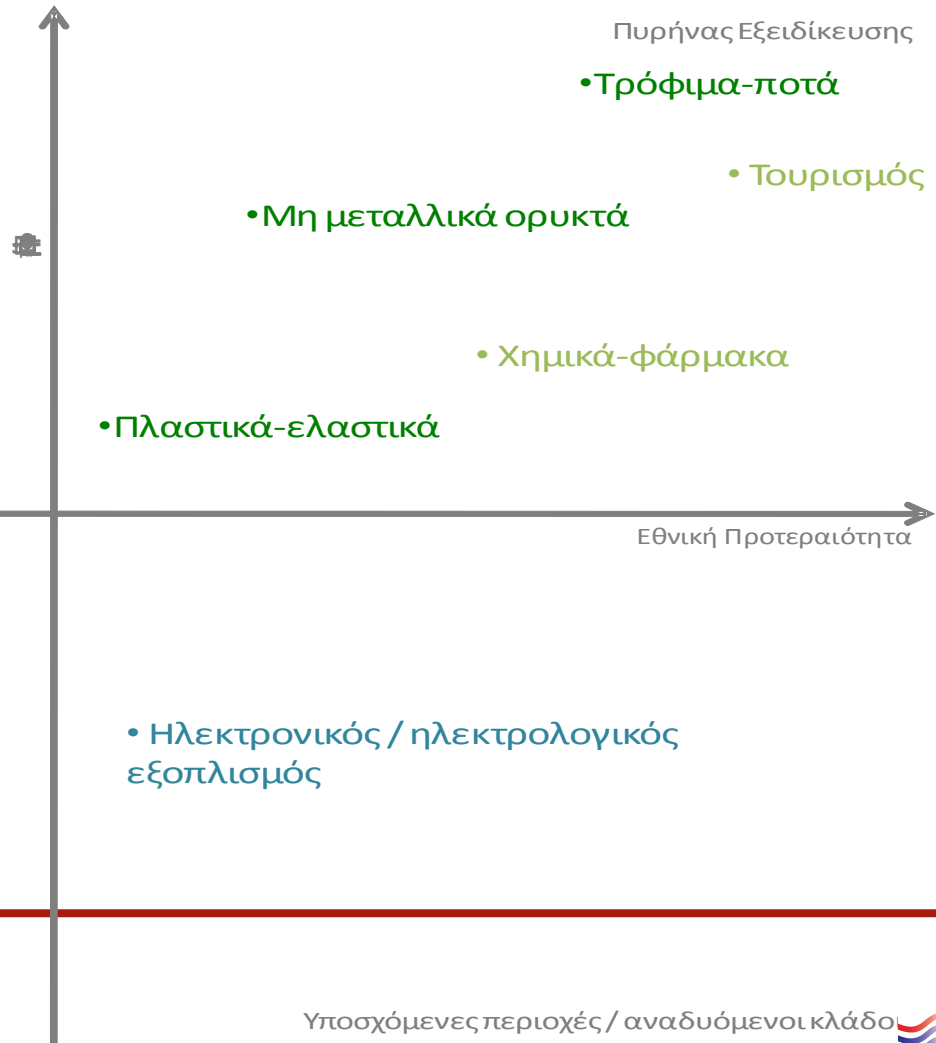 Πυρήνας Εξειδίκευσης
•Τρόφιμα-ποτά
• Τουρισμός
•Μη μεταλλικά ορυκτά
• Χημικά-φάρμακα
•Πλαστικά-ελαστικά
Εθνική Προτεραιότητα
• Ηλεκτρονικός / ηλεκτρολογικός
εξοπλισμός
Υποσχόμενες περιοχές / αναδυόμενοι κλάδοι